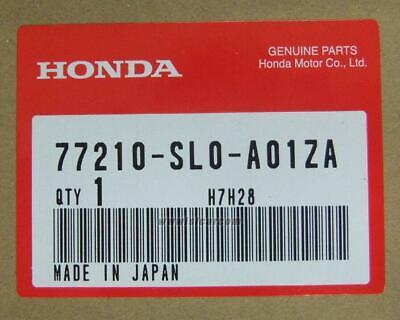 HONDA
GENUINE PARTS
Honda Motor Co., Ltd.
77210-SL0-A01ZA
QTY 1 H7H28
MADE IN JAPAN